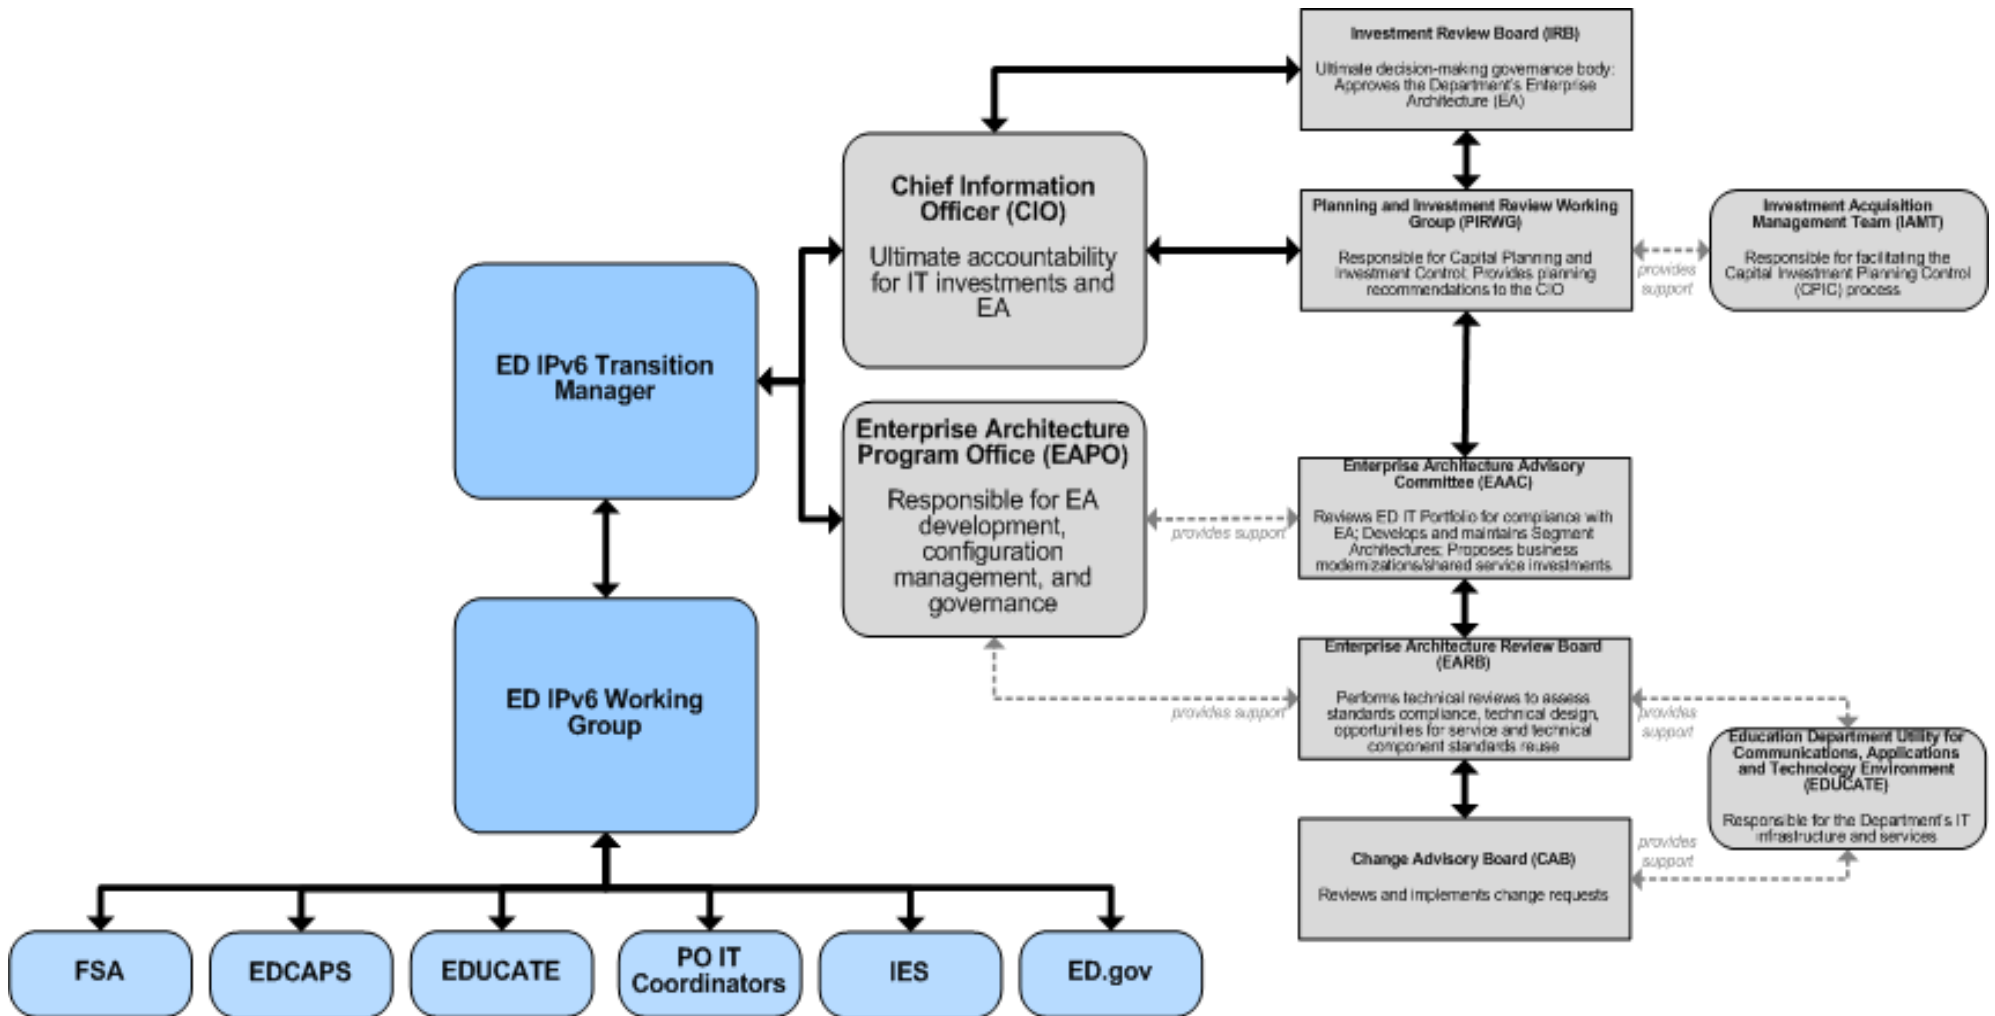 Investment Review Board (IRB)
Ultimate decision-making governance body:
Approves the Department's Enterprise
Architecture (EA)
Chief Information
Officer (CIO)
Ultimate accountability
for IT investments and
EA
Planning and Investment Review Working
Group (PIRWG)
Responsible for Capital Planning and
Investment Control; Provides planning
recommendations to the CIO
provides
support
Investment Acquisition
Management Team (IAMT)
Responsible for facilitating the
Capital Investment Planning Control
(CPIC) process
ED IPv6 Transition
Manager
Enterprise Architecture
Program Office (EAPO)
Responsible for EA
development,
configuration
management, and
governance
provides support
Enterprise Architecture Advisory
Committee (EAAC)
Reviews ED IT Portfolio for compliance with
EA; Develops and maintains Segment
Architectures; Proposes business
modernizations/shared service investments
ED IPv6 Working
Group
provides support
Enterprise Architecture Review Board
(EARB)
Performs technical reviews to assess
standards compliance, technical design,
opportunities for service and technical
component standards reuse
provides
support
Education Department Utility for
Communications, Applications
and Technology Environment
(EDUCATE)
Responsible for the Department's IT
infrastructure and services
provides
support
Change Advisory Board (CAB)
Reviews and implements change requests
FSA
EDCAPS
EDUCATE
PO IT
Coordinators
IES
ED.gov